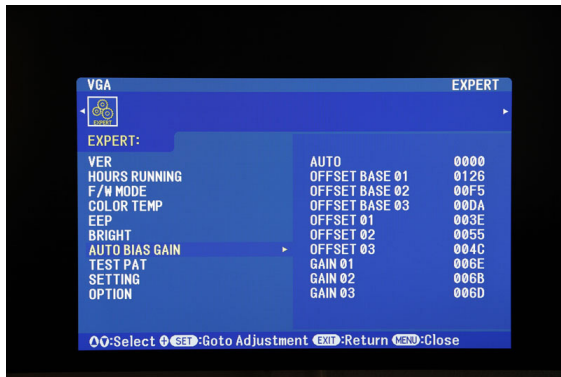 VGA EXPERT
EXPERT
EXPERT:
VER AUTO 0000
HOURS RUNNING OFFSET BASE 01 0126
F/W MODE OFFSET BASE 02 00F5
COLOR TEMP OFFSET BASE 03 00DA
EEP OFFSET 01 003E
BRIGHT OFFSET 02 0055
AUTO BIAS GAIN OFFSET 03 004C
TEST PAT GAIN 01 006E
SETTING GAIN 02 006B
OPTION GAIN 03 006D
:Select SET:Goto Adjustment EXIT:Return MENU:Close